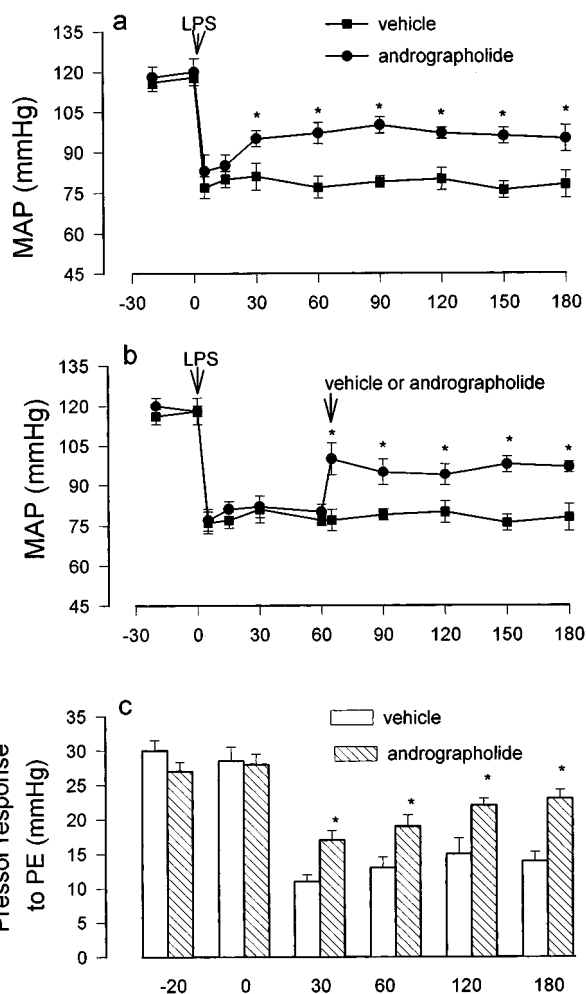 a
LPS
vehicle
andrographolide
135
120
105
90
75
60
45
MAP (mmHg)
* * * * * *
-30 0 30 60 90 120 150 180
b
LPS
vehicle or andrographolide
135
120
105
90
75
60
45
MAP (mmHg)
* * * * *
-30 0 30 60 90 120 150 180
c
vehicle
andrographolide
35
30
25
20
15
10
5
0
Pressor response
to PE (mmHg)
* * * *
-20 0 30 60 120 180